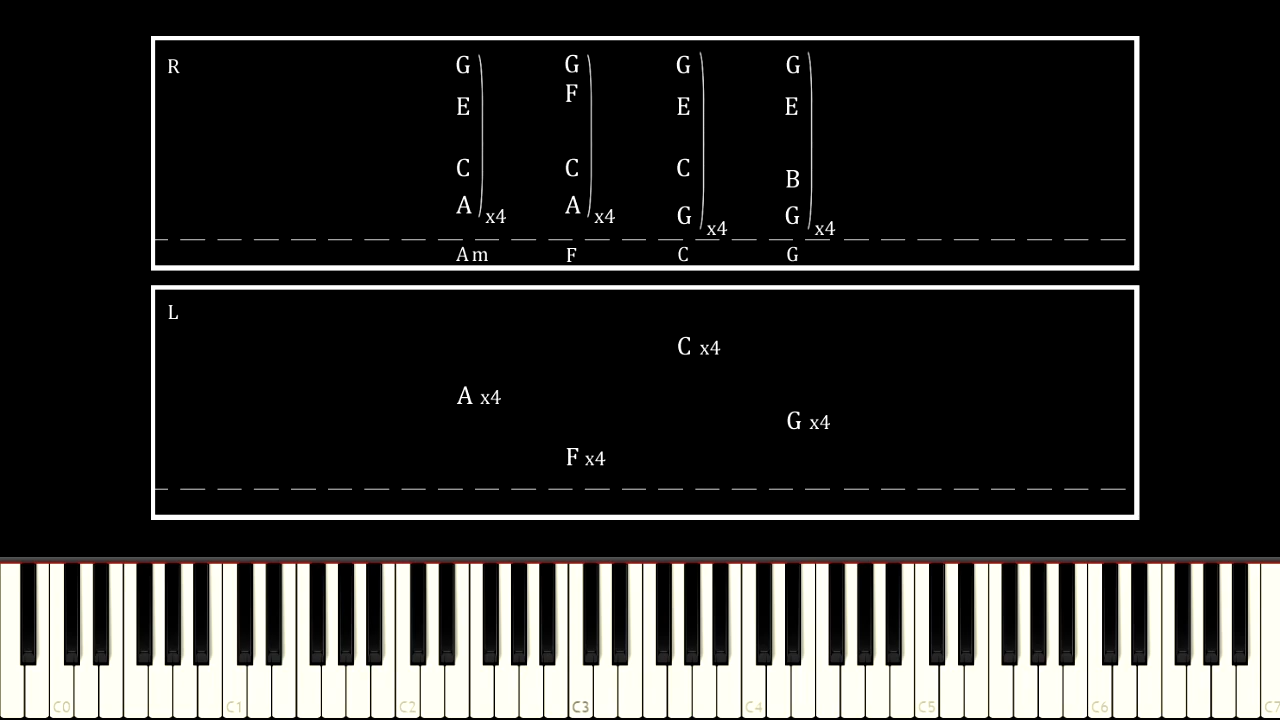 R
G G G G
F
E E E
C C C
B
A A
G G
x4 x4 x4 x4
Am F C G
L
C x4
A x4
G x4
F x4
C0 C1 C2 C3 C4 C5 C6 C7